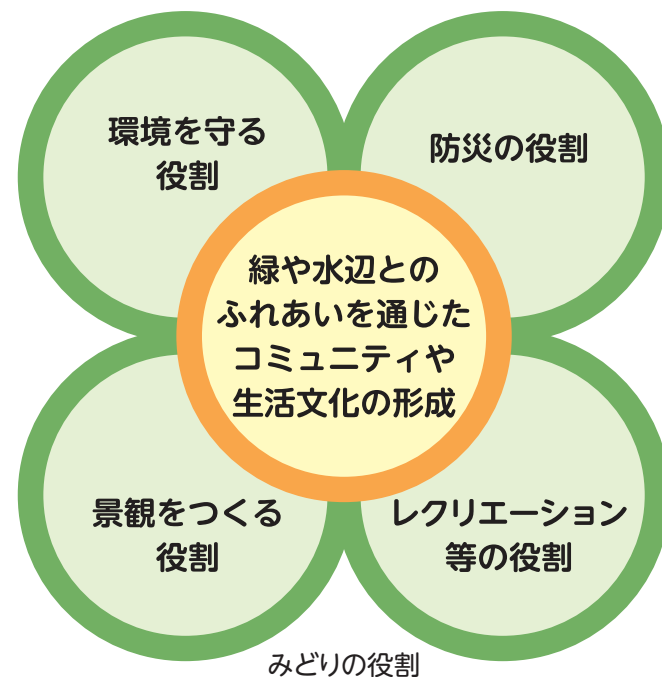 環境を守る
役割
防災の役割
緑や水辺との
ふれあいを通じた
コミュニティや
生活文化の形成
景観をつくる
役割
レクリエーション
等の役割
みどりの役割